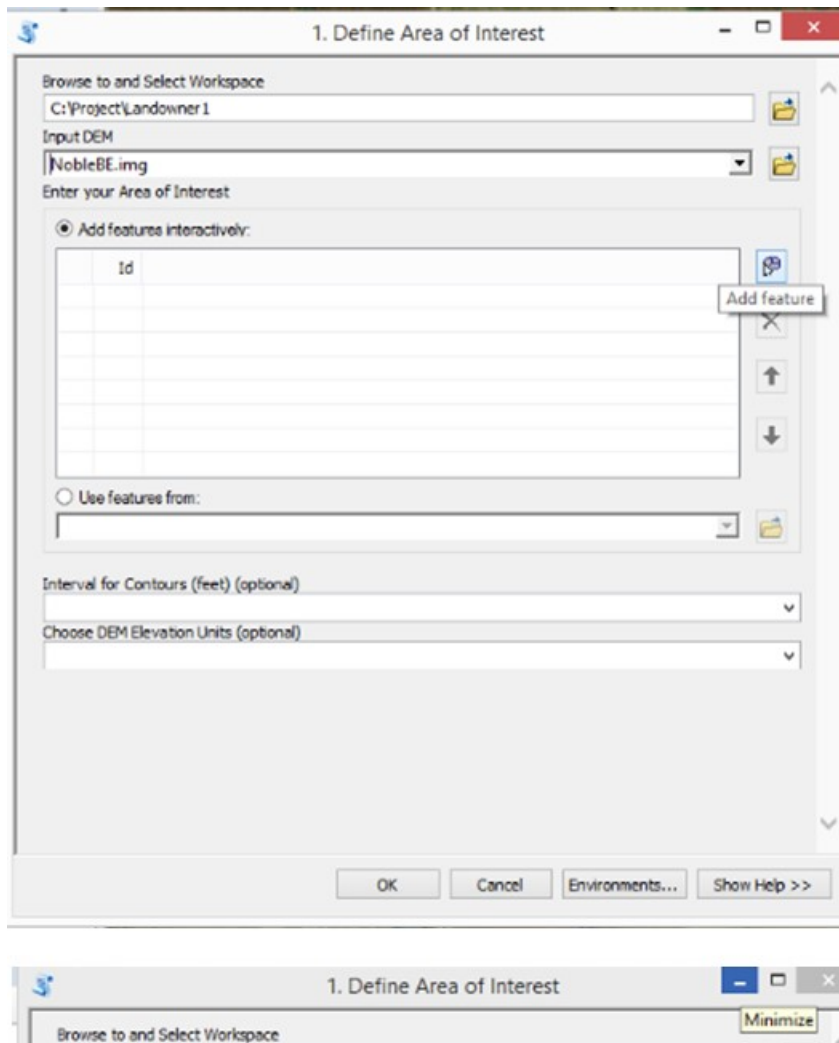 1. Define Area of Interest
Browse to and Select Workspace
C:\Project\Landowner1
Input DEM
NobleBE.img
Enter your Area of Interest
Add features interactively:
Id
Add feature
Use features from:
Interval for Contours (feet) (optional)
Choose DEM Elevation Units (optional)
OK Cancel Environments... Show Help >>
1. Define Area of Interest
Minimize
Browse to and Select Workspace